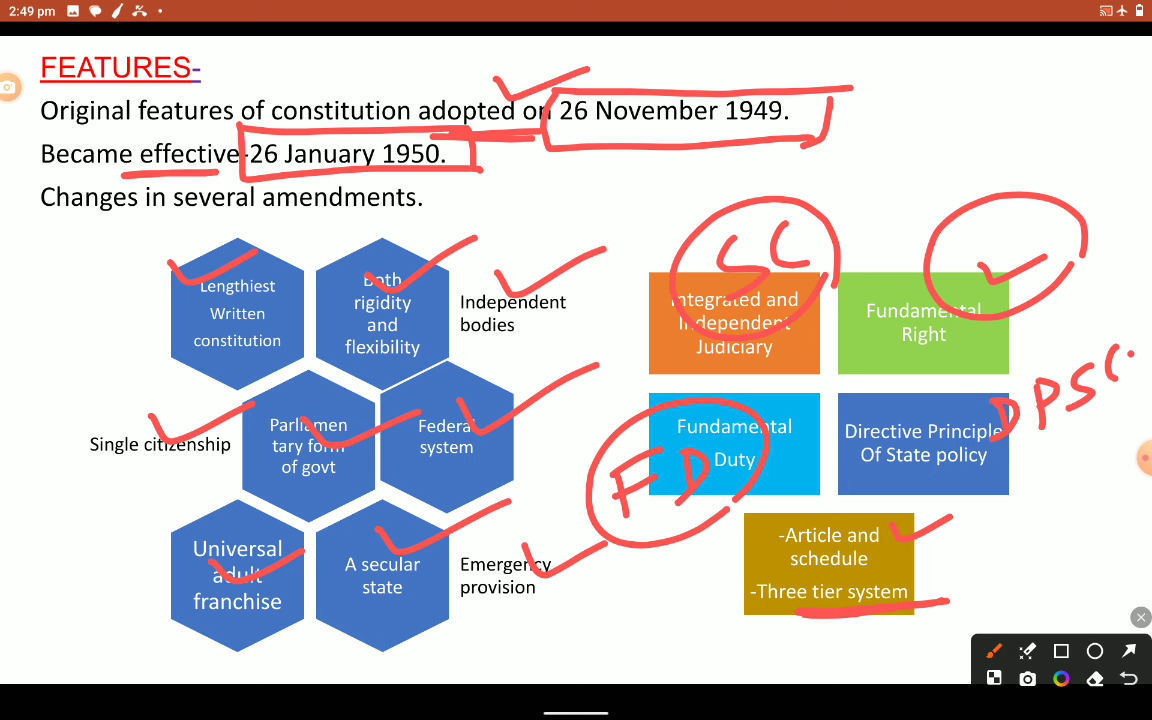 2:49 pm
FEATURES-
Original features of constitution adopted on 26 November 1949.
Became effective-26 January 1950.
Changes in several amendments.
Lengthiest
Written
constitution
Both
rigidity
and
flexibility
Independent
bodies
Single citizenship
Parliamen
tary form
of govt
Federal
system
Universal
adult
franchise
A secular
state
Emergency
provision
SC
Integrated and
Independent
Judiciary
Fundamental
Right
Fundamental
Duty
FD
Directive Principle
Of State policy
DPS
-Article and
schedule
-Three tier system